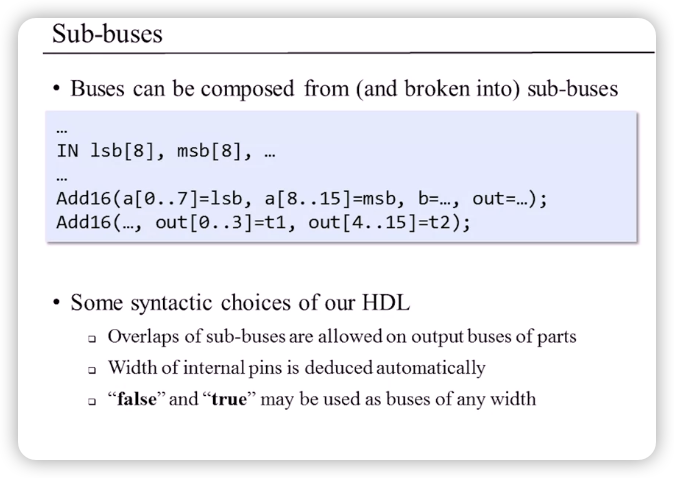 Sub-buses
• Buses can be composed from (and broken into) sub-buses
…
IN lsb[8], msb[8], …
…
Add16(a[0..7]=lsb, a[8..15]=msb, b=…, out=…);
Add16(…, out[0..3]=t1, out[4..15]=t2);
• Some syntactic choices of our HDL
❑ Overlaps of sub-buses are allowed on output buses of parts
❑ Width of internal pins is deduced automatically
❑ “false” and “true” may be used as buses of any width